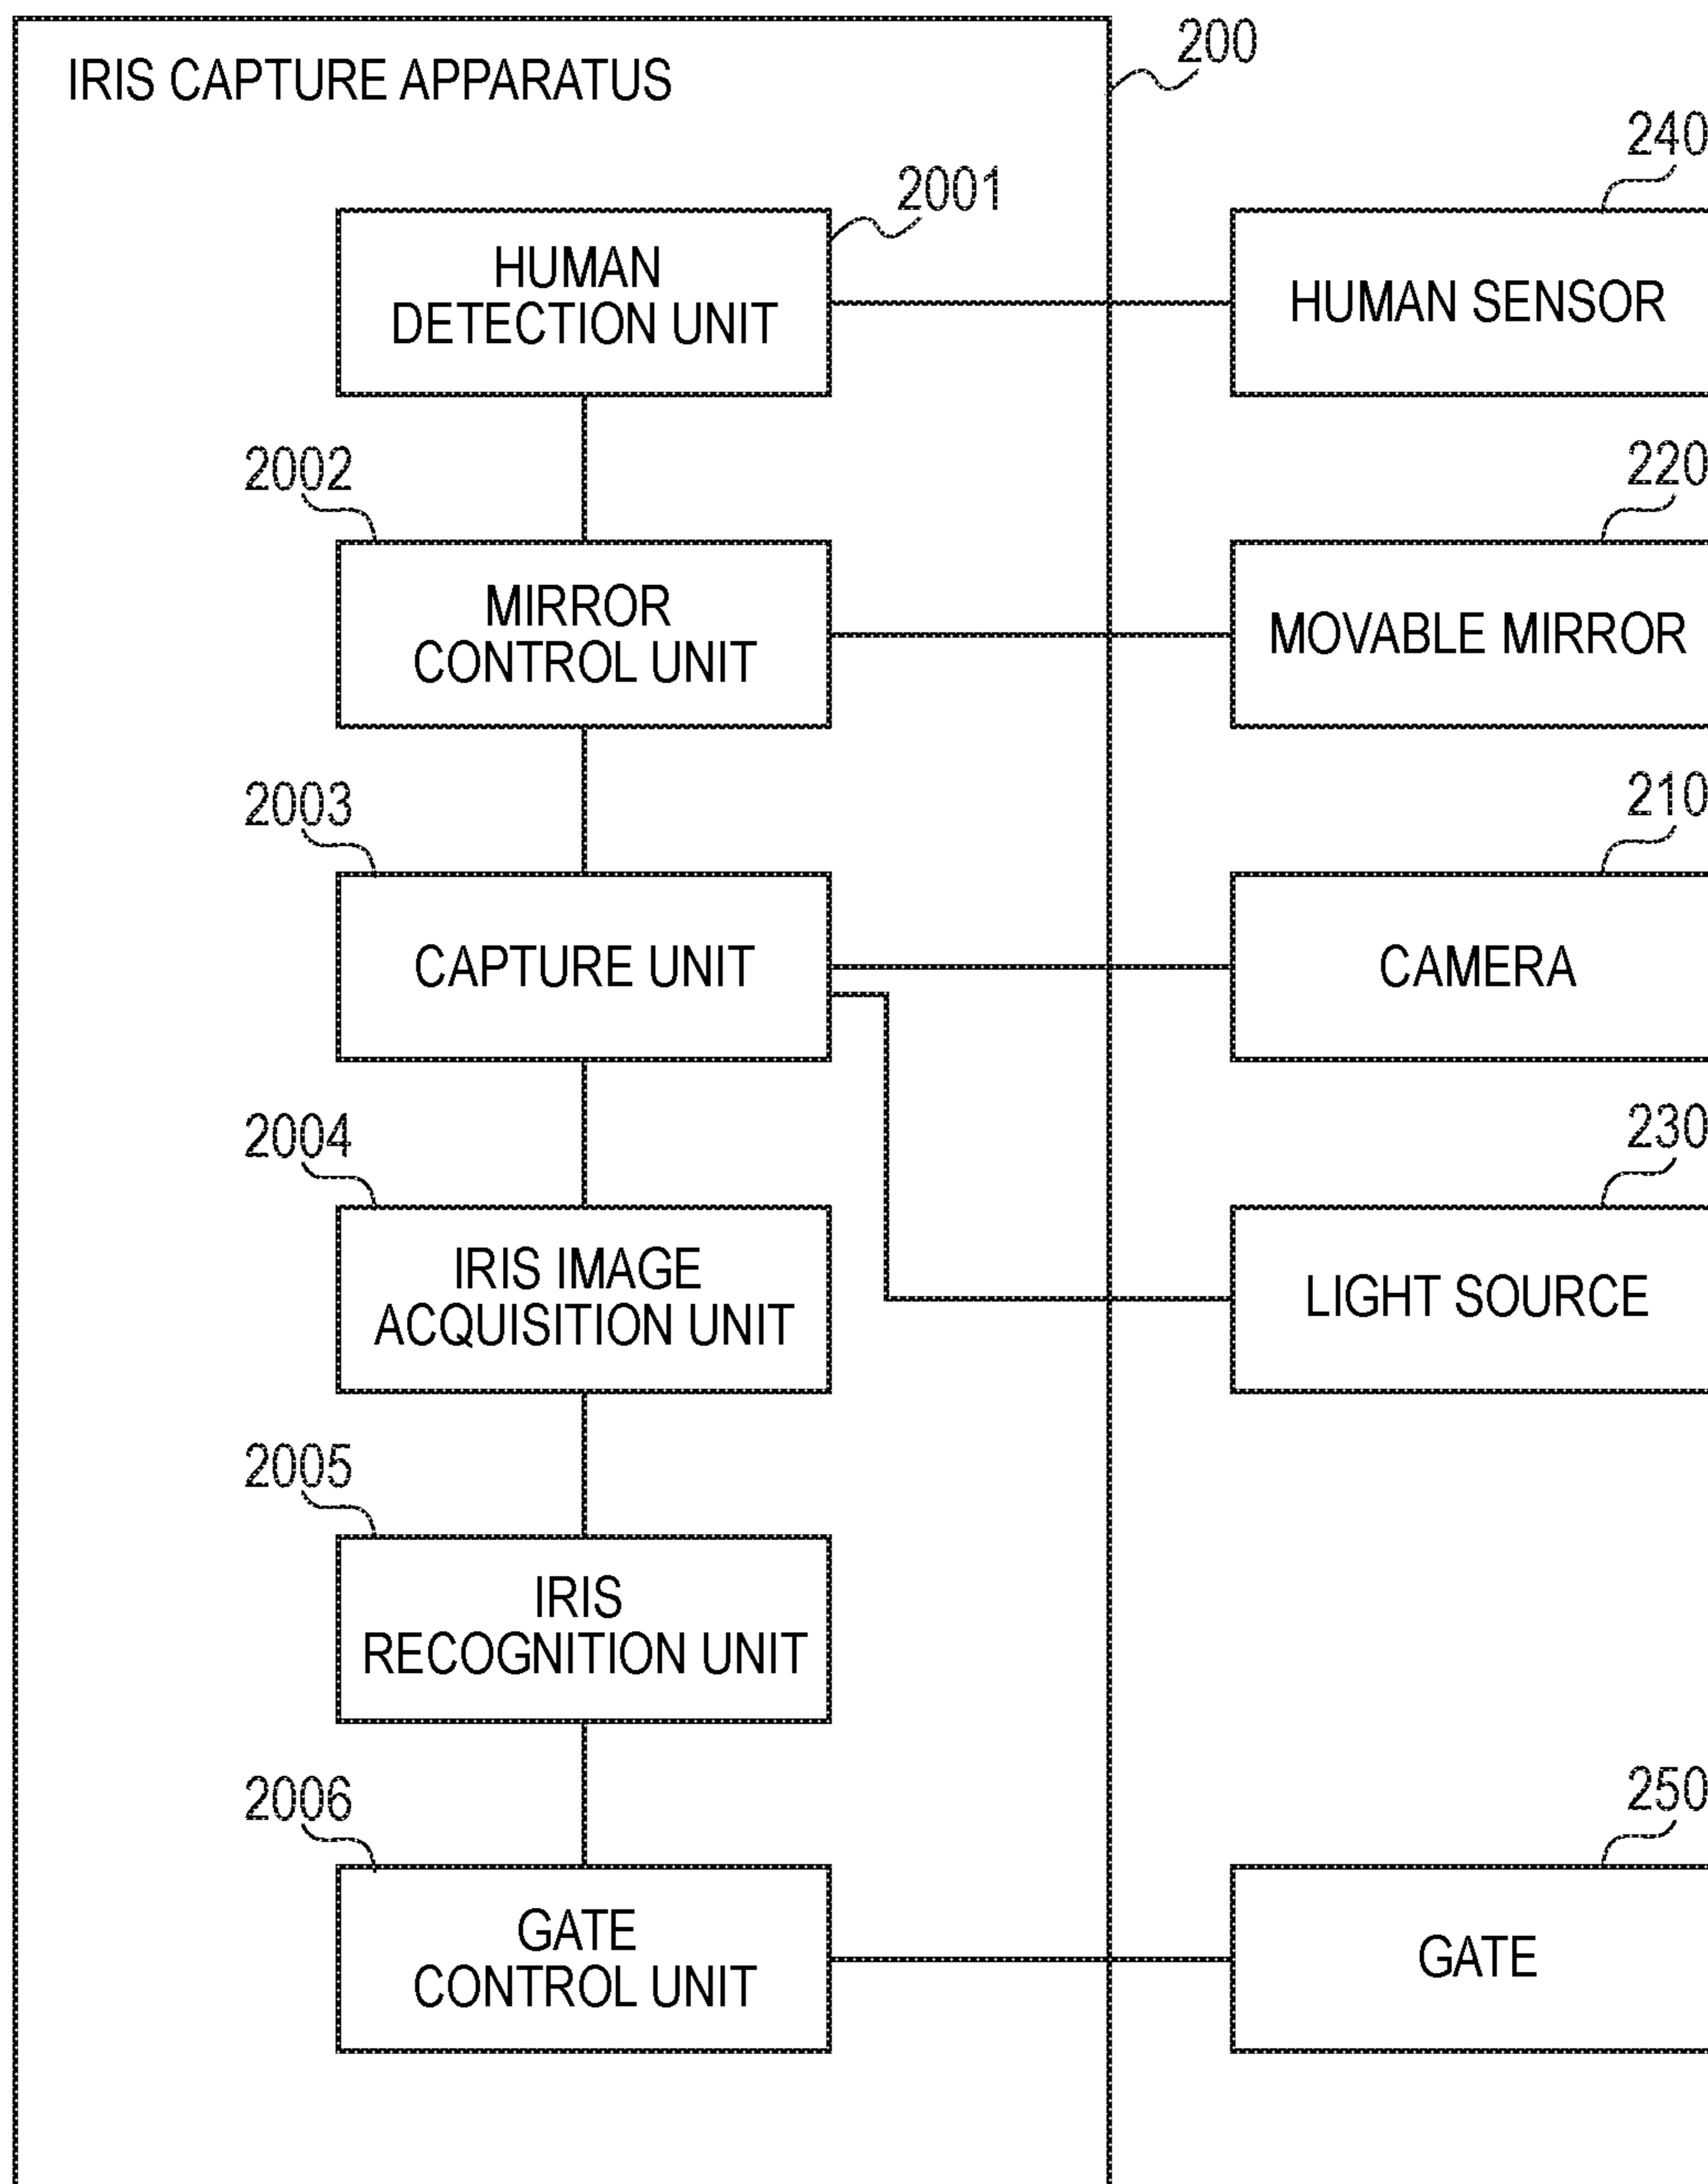 200
IRIS CAPTURE APPARATUS
240
2001
HUMAN
DETECTION UNIT
HUMAN SENSOR
2002
220
MIRROR
CONTROL UNIT
MOVABLE MIRROR
2003
210
CAPTURE UNIT
CAMERA
2004
230
IRIS IMAGE
ACQUISITION UNIT
LIGHT SOURCE
2005
IRIS
RECOGNITION UNIT
2006
250
GATE
CONTROL UNIT
GATE